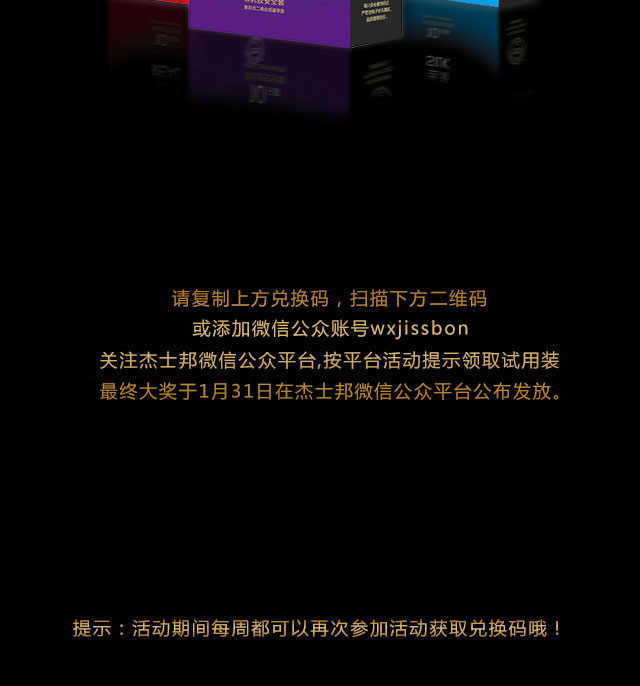 请复制上方兑换码，扫描下方二维码
或添加微信公众账号wxjissbon
关注杰士邦微信公众平台,按平台活动提示领取试用装
最终大奖于1月31日在杰士邦微信公众平台公布发放。
提示：活动期间每周都可以再次参加活动获取兑换码哦！